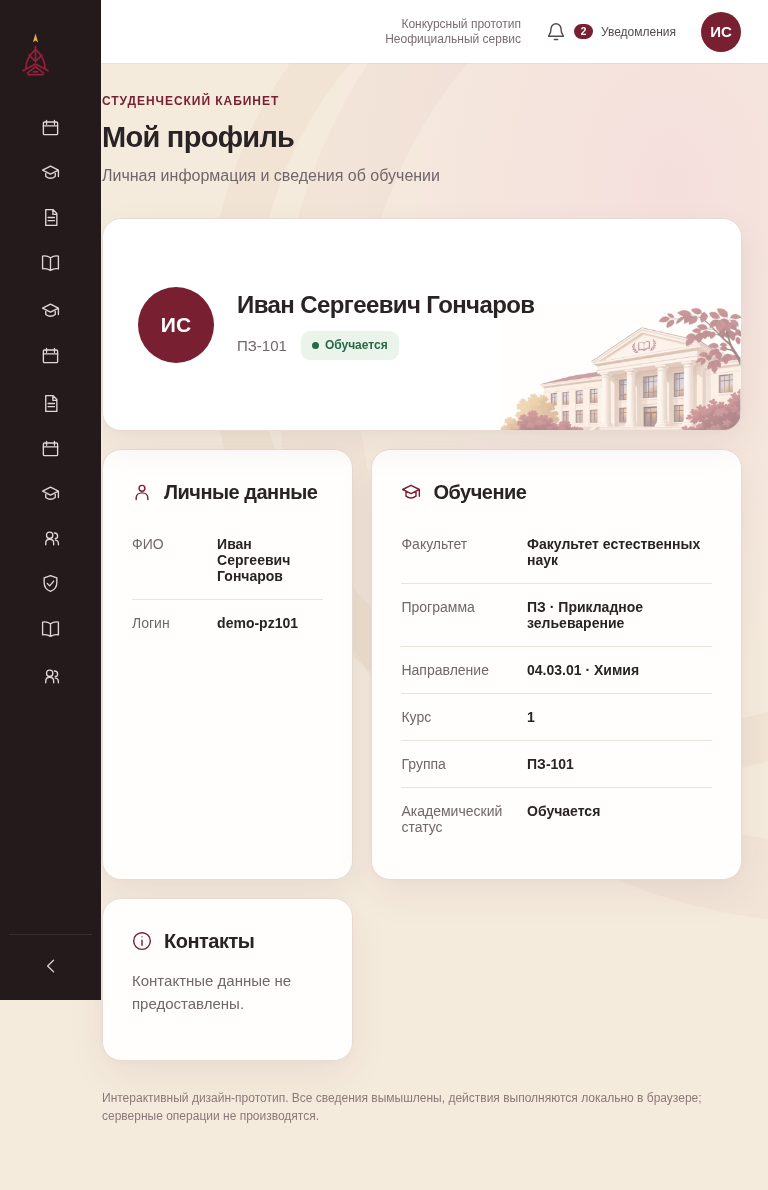 Конкурсный прототип
Неофициальный сервис
2 Уведомления
ИС
СТУДЕНЧЕСКИЙ КАБИНЕТ
Мой профиль
Личная информация и сведения об обучении
ИС
Иван Сергеевич Гончаров
ПЗ-101
Обучается
Личные данные
ФИО
Иван
Сергеевич
Гончаров
Логин
demo-pz101
Обучение
Факультет
Факультет естественных
наук
Программа
ПЗ · Прикладное
зельеварение
Направление
04.03.01 · Химия
Курс
1
Группа
ПЗ-101
Академический
статус
Обучается
Контакты
Контактные данные не
предоставлены.
Интерактивный дизайн-прототип. Все сведения вымышлены, действия выполняются локально в браузере;
серверные операции не производятся.